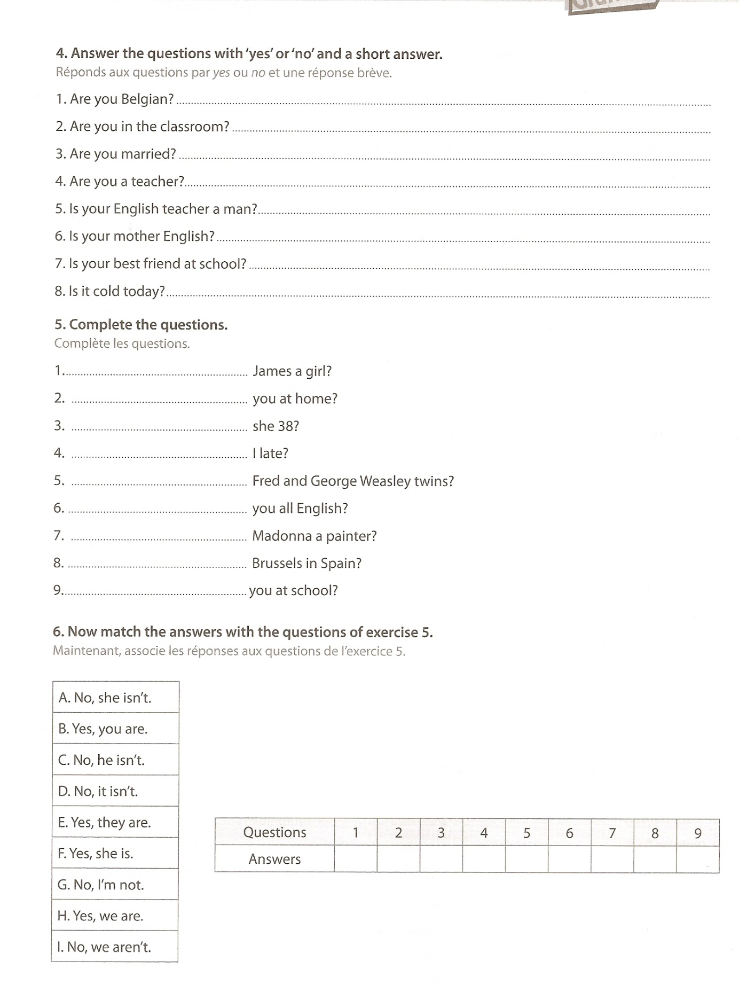 4. Answer the questions with ‘yes’ or ‘no’ and a short answer.
Réponds aux questions par yes ou no et une réponse brève.
1. Are you Belgian?
2. Are you in the classroom?
3. Are you married?
4. Are you a teacher?
5. Is your English teacher a man?
6. Is your mother English?
7. Is your best friend at school?
8. Is it cold today?
5. Complete the questions.
Complète les questions.
1. James a girl?
2. you at home?
3. she 38?
4. I late?
5. Fred and George Weasley twins?
6. you all English?
7. Madonna a painter?
8. Brussels in Spain?
9. you at school?
6. Now match the answers with the questions of exercise 5.
Maintenant, associe les réponses aux questions de l’exercice 5.
A. No, she isn’t.
B. Yes, you are.
C. No, he isn’t.
D. No, it isn’t.
E. Yes, they are.
F. Yes, she is.
G. No, I’m not.
H. Yes, we are.
I. No, we aren’t.
Questions 1 2 3 4 5 6 7 8 9
Answers